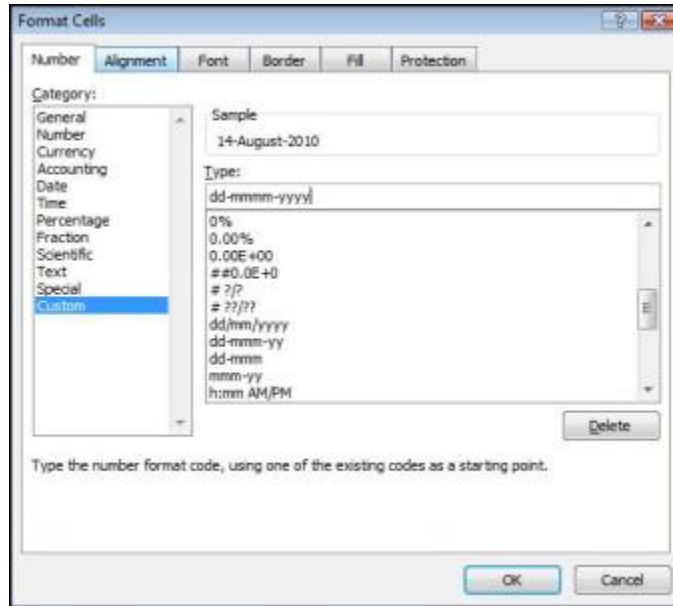 Format Cells
Number Alignment Font Border Fill Protection
Category:
General
Number
Currency
Accounting
Date
Time
Percentage
Fraction
Scientific
Text
Special
Custom
Sample
14-August-2010
Type:
dd-mmmm-yyyy
0%
0.00%
0.00E+00
##0.0E+0
# ?/?
# ??/??
dd/mm/yyyy
dd-mmm-yy
dd-mmm
mmm-yy
h:mm AM/PM
Delete
Type the number format code, using one of the existing codes as a starting point.
OK Cancel